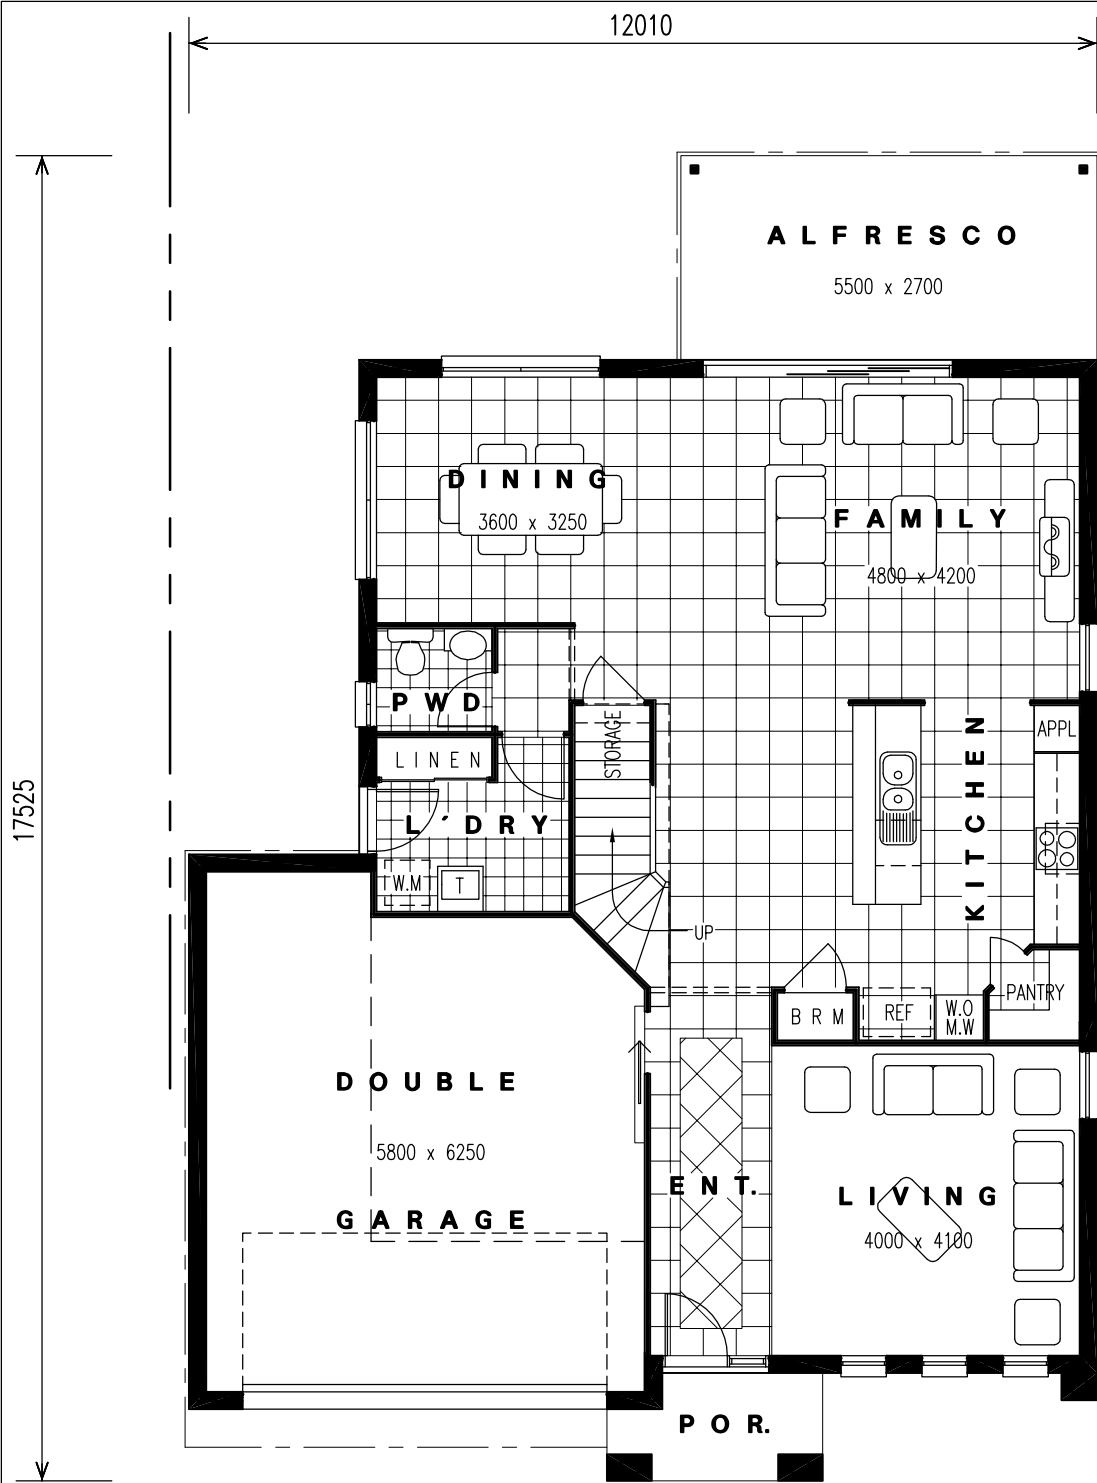 12010
ALFRESCO
5500 x 2700
DINING
3600 x 3250
FAMILY
4800 x 4200
PWD
STORAGE
APPL
KITCHEN
LINEN
17525
L'DRY
W.M
T
UP
PANTRY
BRM
REF
W.O
M.W
DOUBLE
5800 x 6250
GARAGE
ENT.
LIVING
4000 x 4100
POR.